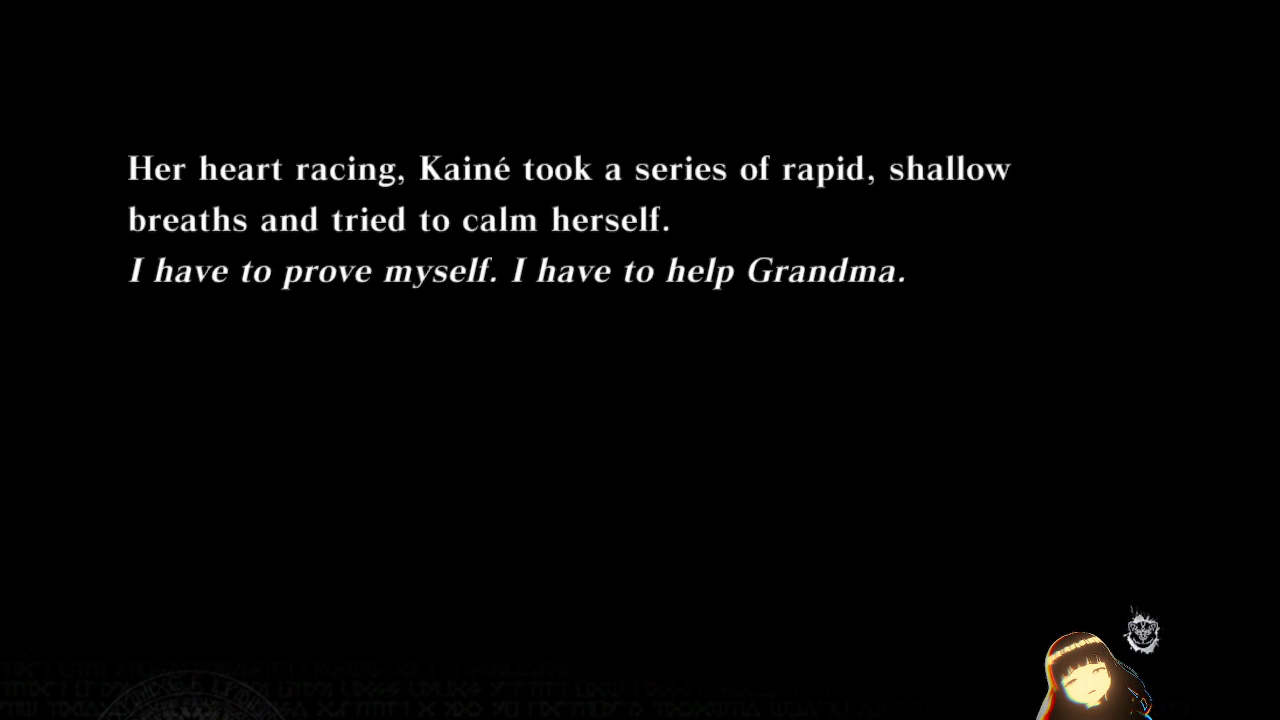 Her heart racing, Kainé took a series of rapid, shallow
breaths and tried to calm herself.
I have to prove myself. I have to help Grandma.